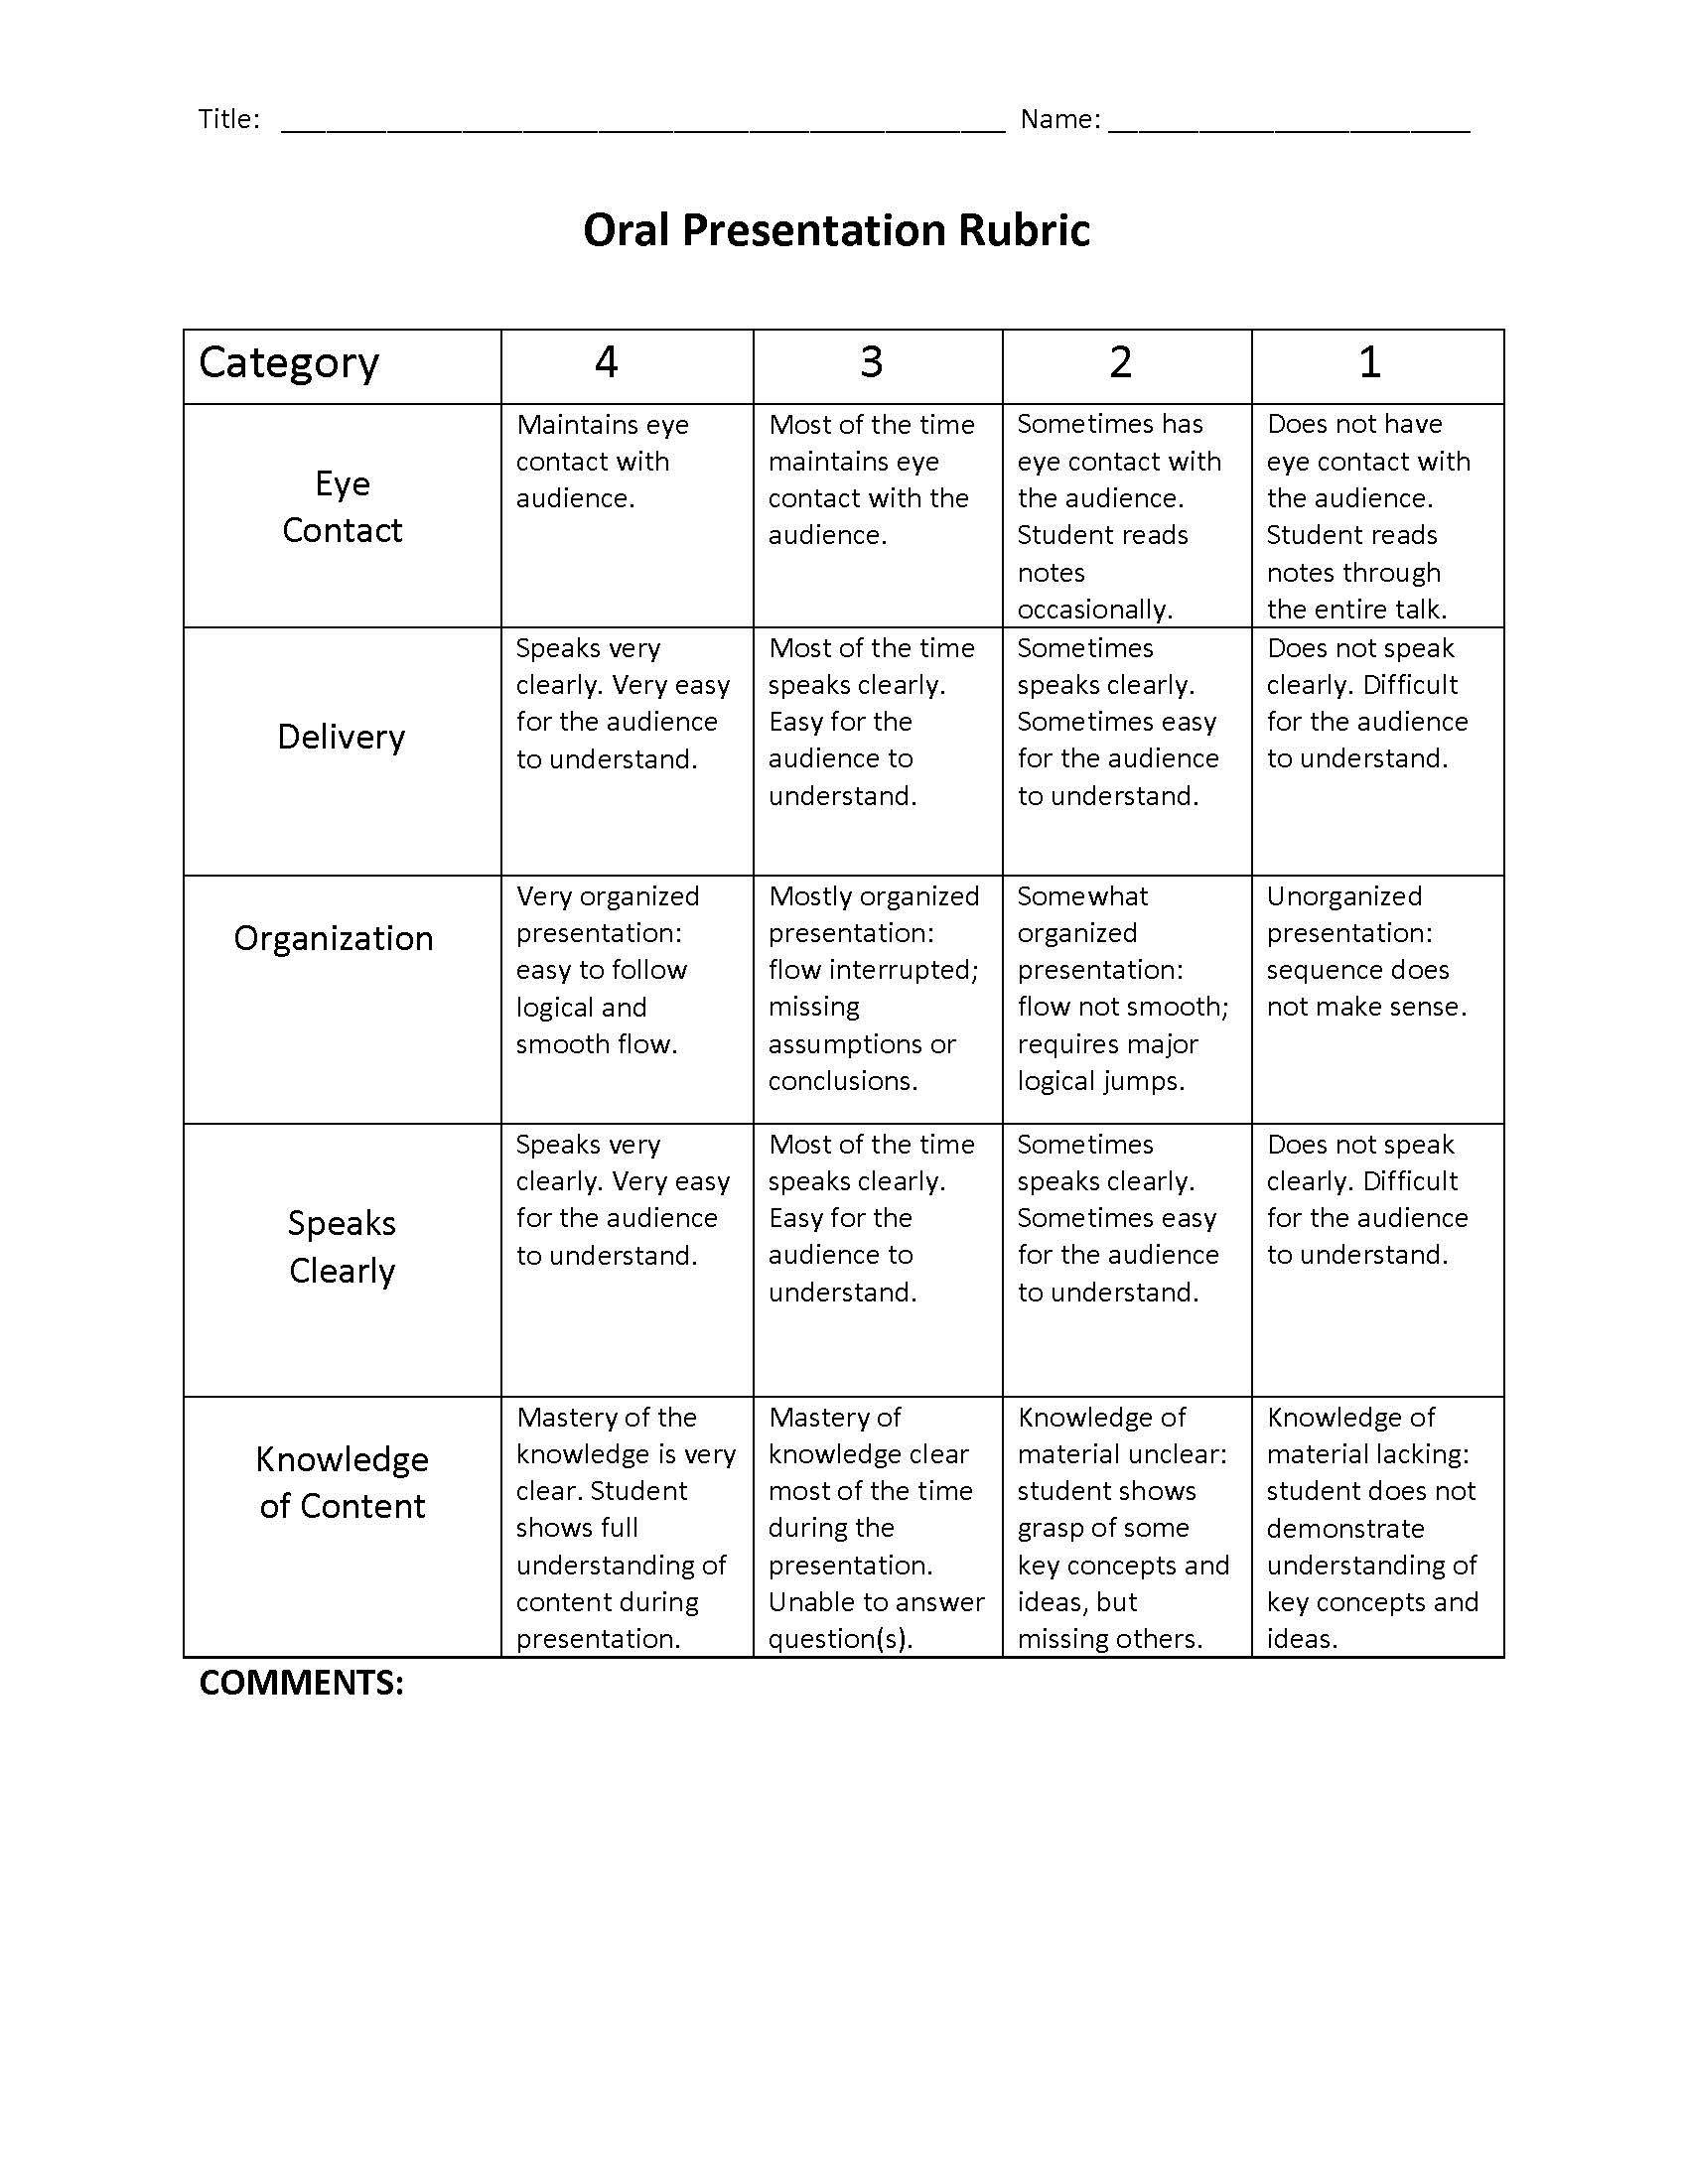 Title: ________________________________________________ Name: ________________________
Oral Presentation Rubric
Category 4 3 2 1
Eye
Contact
Maintains eye
contact with
audience.
Most of the time
maintains eye
contact with the
audience.
Sometimes has
eye contact with
the audience.
Student reads
notes
occasionally.
Does not have
eye contact with
the audience.
Student reads
notes through
the entire talk.
Delivery
Speaks very
clearly. Very easy
for the audience
to understand.
Most of the time
speaks clearly.
Easy for the
audience to
understand.
Sometimes
speaks clearly.
Sometimes easy
for the audience
to understand.
Does not speak
clearly. Difficult
for the audience
to understand.
Organization
Very organized
presentation:
easy to follow
logical and
smooth flow.
Mostly organized
presentation:
flow interrupted;
missing
assumptions or
conclusions.
Somewhat
organized
presentation:
flow not smooth;
requires major
logical jumps.
Unorganized
presentation:
sequence does
not make sense.
Speaks
Clearly
Speaks very
clearly. Very easy
for the audience
to understand.
Most of the time
speaks clearly.
Easy for the
audience to
understand.
Sometimes
speaks clearly.
Sometimes easy
for the audience
to understand.
Does not speak
clearly. Difficult
for the audience
to understand.
Knowledge
of Content
Mastery of the
knowledge is very
clear. Student
shows full
understanding of
content during
presentation.
Mastery of
knowledge clear
most of the time
during the
presentation.
Unable to answer
question(s).
Knowledge of
material unclear:
student shows
grasp of some
key concepts and
ideas, but
missing others.
Knowledge of
material lacking:
student does not
demonstrate
understanding of
key concepts and
ideas.
COMMENTS: